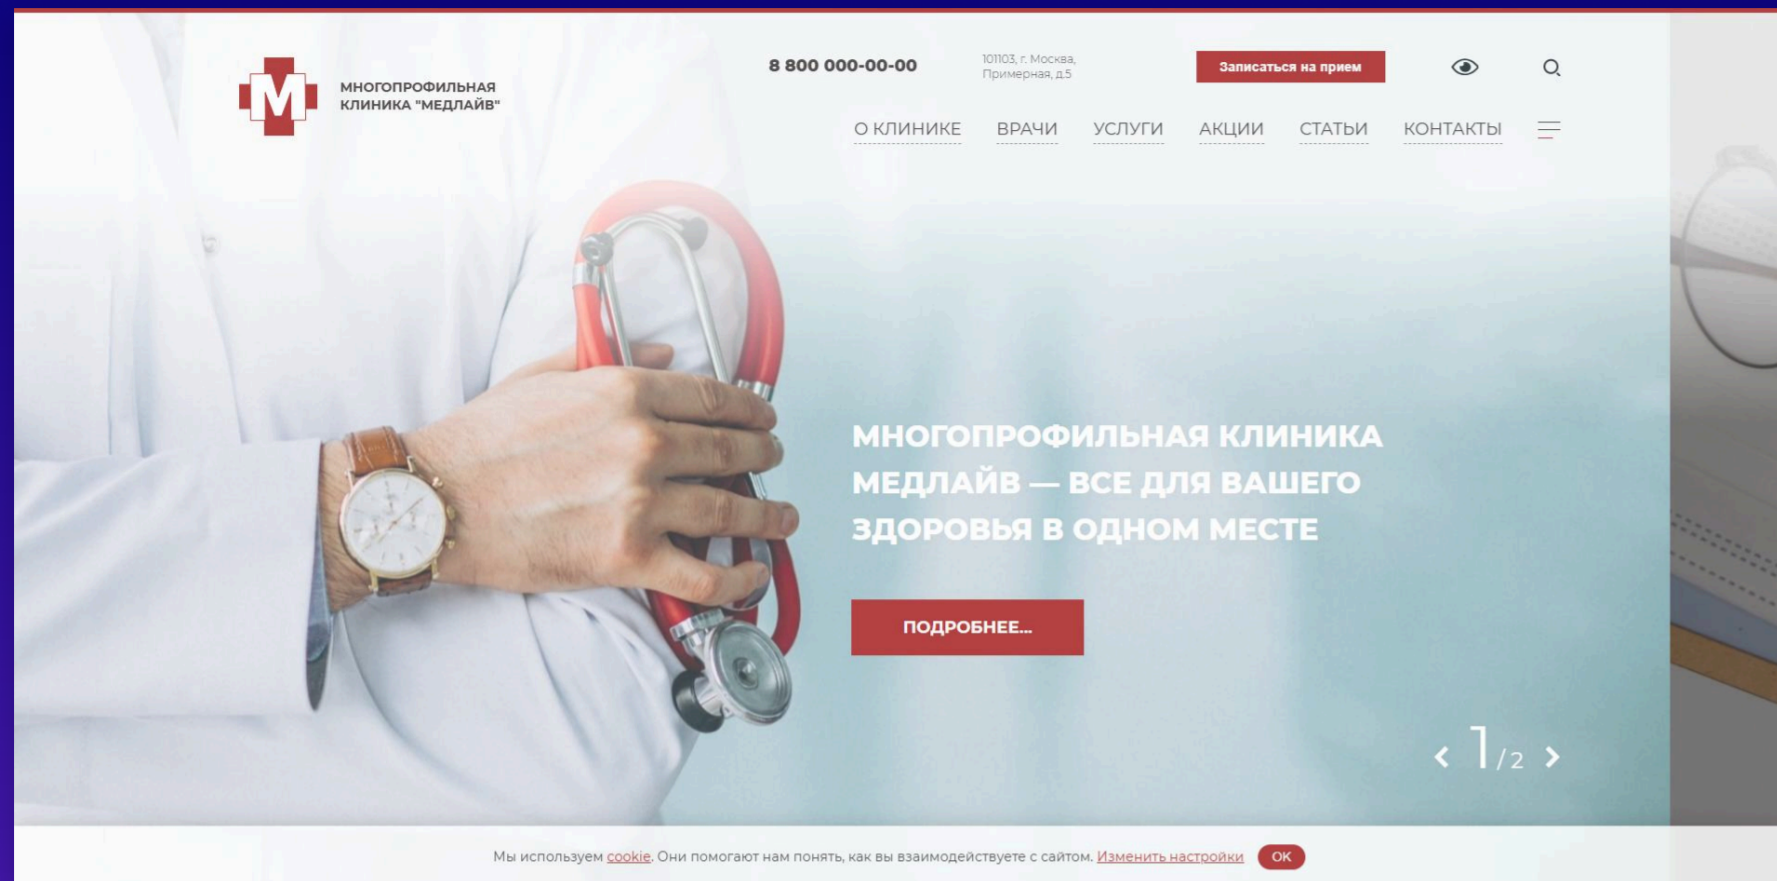 М
МНОГОПРОФИЛЬНАЯ
КЛИНИКА "МЕДЛАЙВ"
8 800 000-00-00
101103, г. Москва,
Примерная, д.5
Записаться на прием
О КЛИНИКЕ ВРАЧИ УСЛУГИ АКЦИИ СТАТЬИ КОНТАКТЫ
МНОГОПРОФИЛЬНАЯ КЛИНИКА
МЕДЛАЙВ — ВСЕ ДЛЯ ВАШЕГО
ЗДОРОВЬЯ В ОДНОМ МЕСТЕ
ПОДРОБНЕЕ...
1/2
Мы используем cookie. Они помогают нам понять, как вы взаимодействуете с сайтом. Изменить настройки OK